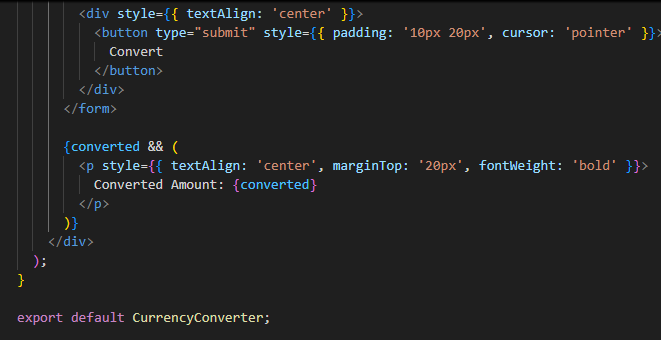 <div style={{ textAlign: 'center' }}>
<button type="submit" style={{ padding: '10px 20px', cursor: 'pointer' }}>
Convert
</button>
</div>
</form>
{converted && (
<p style={{ textAlign: 'center', marginTop: '20px', fontWeight: 'bold' }}>
Converted Amount: {converted}
</p>
)}
</div>
);
}
export default CurrencyConverter;